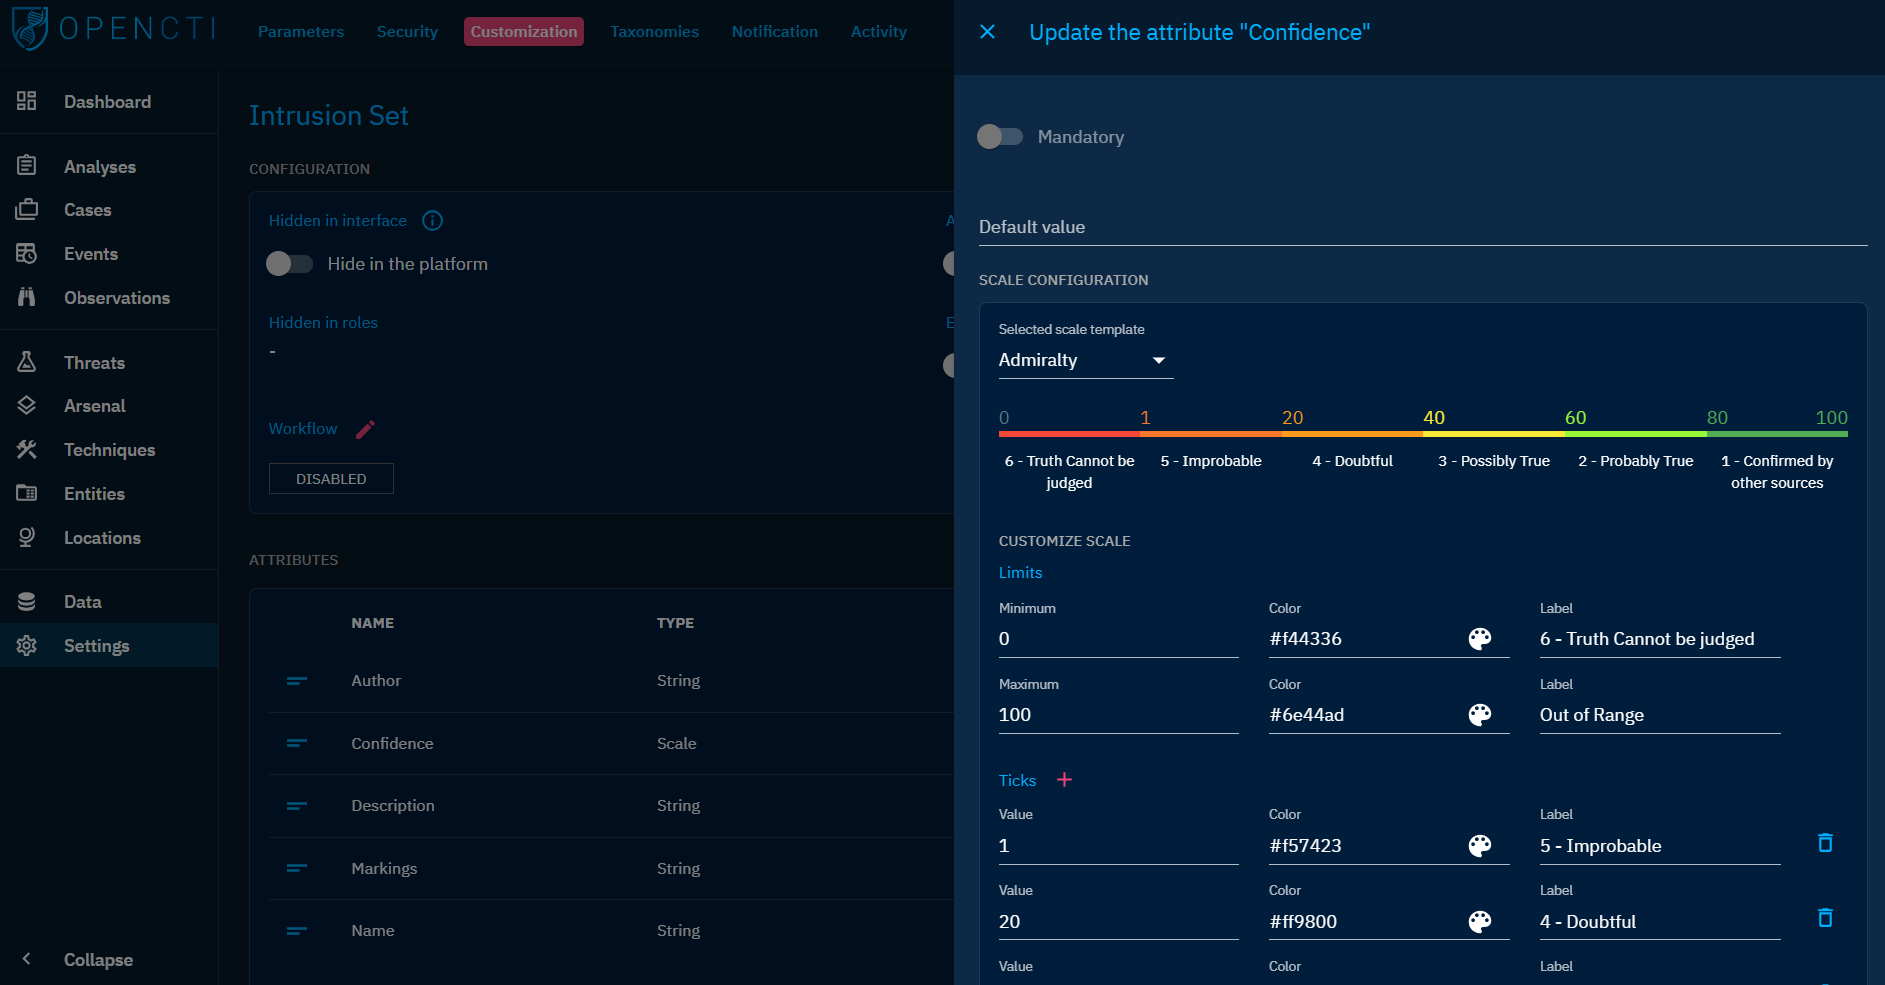 OPENCTI
Parameters
Security
Customization
Taxonomies
Notification
Activity
Dashboard
Analyses
Cases
Events
Observations
Threats
Arsenal
Techniques
Entities
Locations
Data
Settings
Collapse
Intrusion Set
CONFIGURATION
Hidden in interface
A
Hide in the platform
Hidden in roles
E
-
Workflow
DISABLED
ATTRIBUTES
NAME TYPE
Author String
Confidence Scale
Description String
Markings String
Name String
Update the attribute "Confidence"
Mandatory
Default value
SCALE CONFIGURATION
Selected scale template
Admiralty
0 1 20 40 60 80 100
6 - Truth Cannot be judged
5 - Improbable
4 - Doubtful
3 - Possibly True
2 - Probably True
1 - Confirmed by other sources
CUSTOMIZE SCALE
Limits
Minimum Color Label
0 #f44336 6 - Truth Cannot be judged
Maximum Color Label
100 #6e44ad Out of Range
Ticks
Value Color Label
1 #f57423 5 - Improbable
Value Color Label
20 #ff9800 4 - Doubtful
Value Color Label